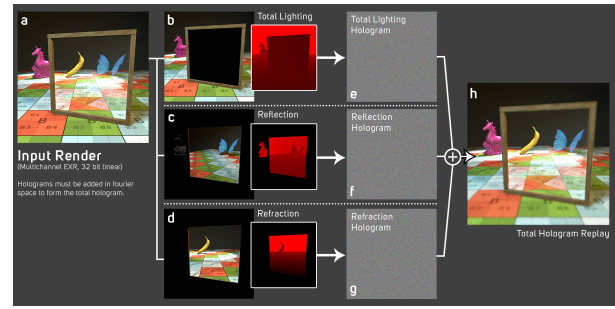 a
Input Render
(Multichannel EXR, 32 bit linear)
Holograms must be added in fourier
space to form the total hologram.
b
Total Lighting
Total Lighting
Hologram
e
c
Reflection
Reflection
Hologram
f
d
Refraction
Refraction
Hologram
g
h
Total Hologram Replay